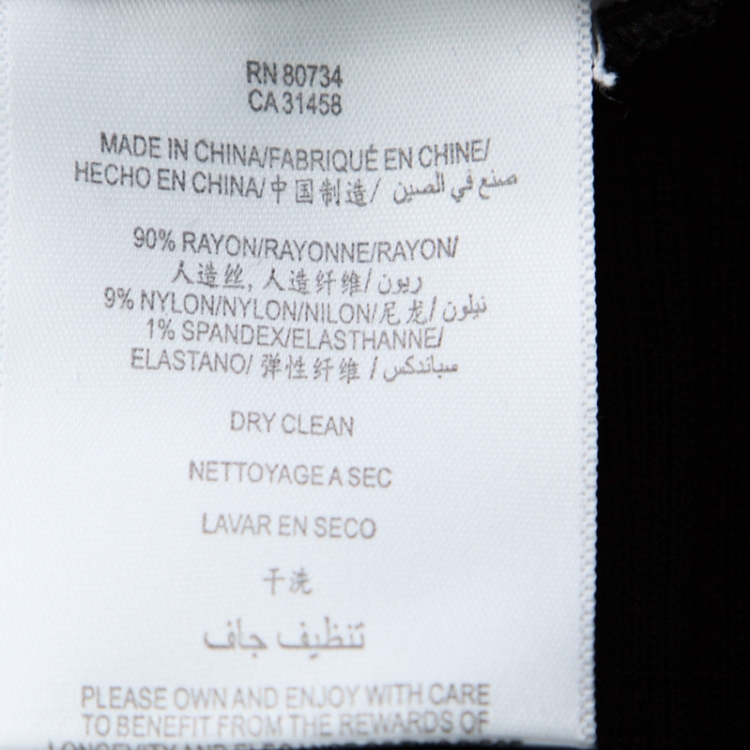 RN 80734
CA 31458
MADE IN CHINA/FABRIQUÉ EN CHINE/
HECHO EN CHINA/中国制造/ صنع في الصين
90% RAYON/RAYONNE/RAYON/
人造丝, 人造纤维/ ريون/
9% NYLON/NYLON/NILON/尼龙/ نيلون
1% SPANDEX/ELASTHANNE/
ELASTANO/ 弹性纤维 / سباندكس
DRY CLEAN
NETTOYAGE A SEC
LAVAR EN SECO
干洗
تنظيف جاف
PLEASE OWN AND ENJOY WITH CARE
TO BENEFIT FROM THE REWARDS OF